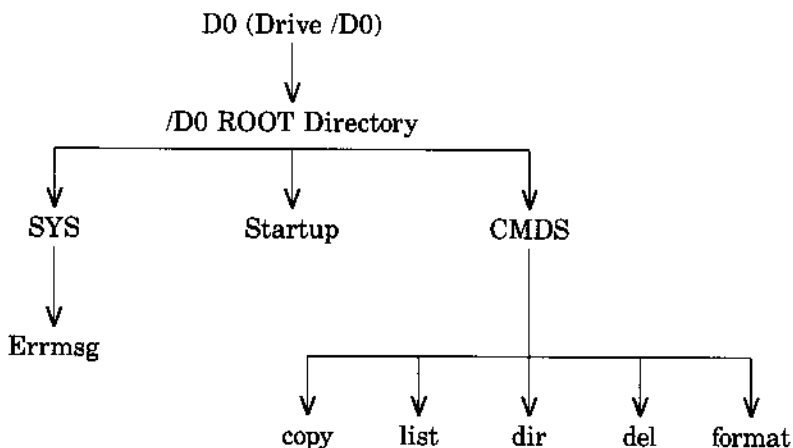 D0 (Drive /D0)
/D0 ROOT Directory
SYS Startup CMDS
Errmsg
copy list dir del format